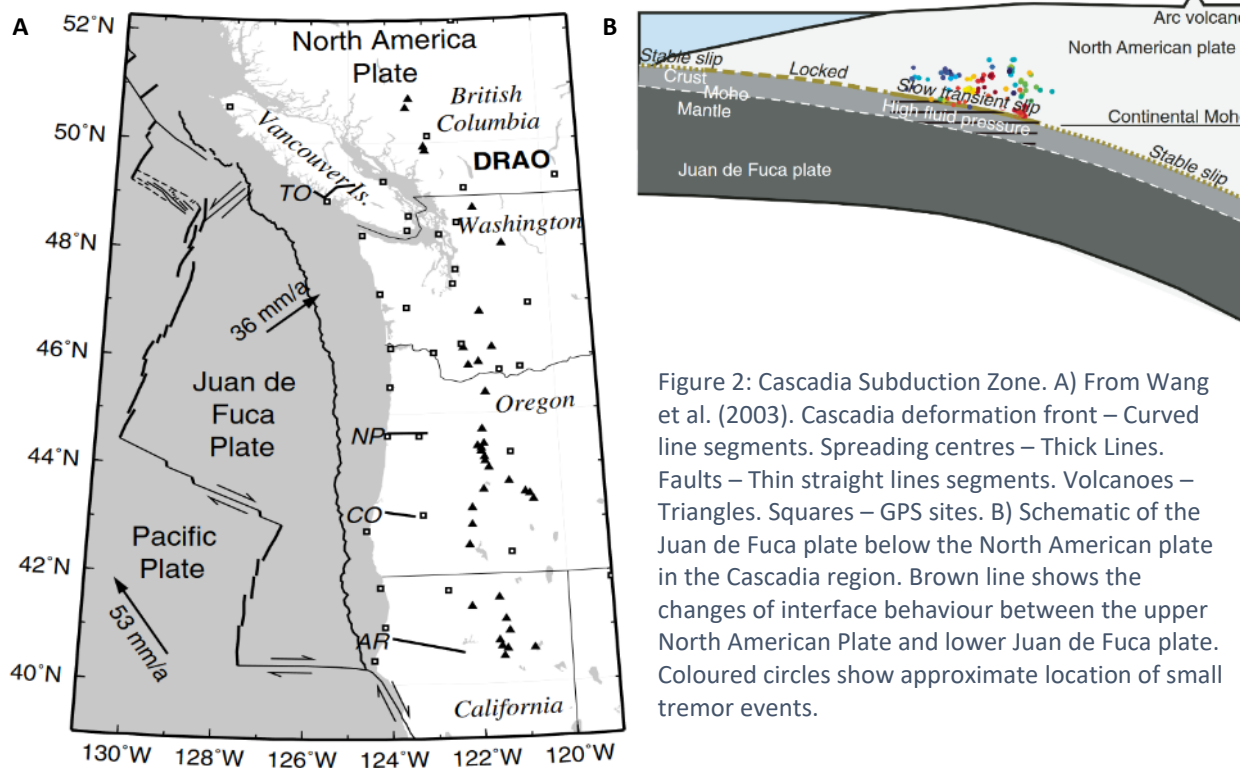 A
52°N
50°N
48°N
46°N
44°N
42°N
40°N
130°W
128°W
126°W
124°W
122°W
120°W
North America
Plate
British
Columbia
Vancouver Is.
DRAO
TO
Washington
36 mm/a
Juan de
Fuca
Plate
Oregon
NP
CO
Pacific
Plate
53 mm/a
AR
California
B
Arc volcan
North American plate
Stable slip
Locked
Crust
Moho
Mantle
Slow transient slip
High fluid pressure
Continental Moho
Stable slip
Juan de Fuca plate
Figure 2: Cascadia Subduction Zone. A) From Wang
et al. (2003). Cascadia deformation front – Curved
line segments. Spreading centres – Thick Lines.
Faults – Thin straight lines segments. Volcanoes –
Triangles. Squares – GPS sites. B) Schematic of the
Juan de Fuca plate below the North American plate
in the Cascadia region. Brown line shows the
changes of interface behaviour between the upper
North American Plate and lower Juan de Fuca plate.
Coloured circles show approximate location of small
tremor events.